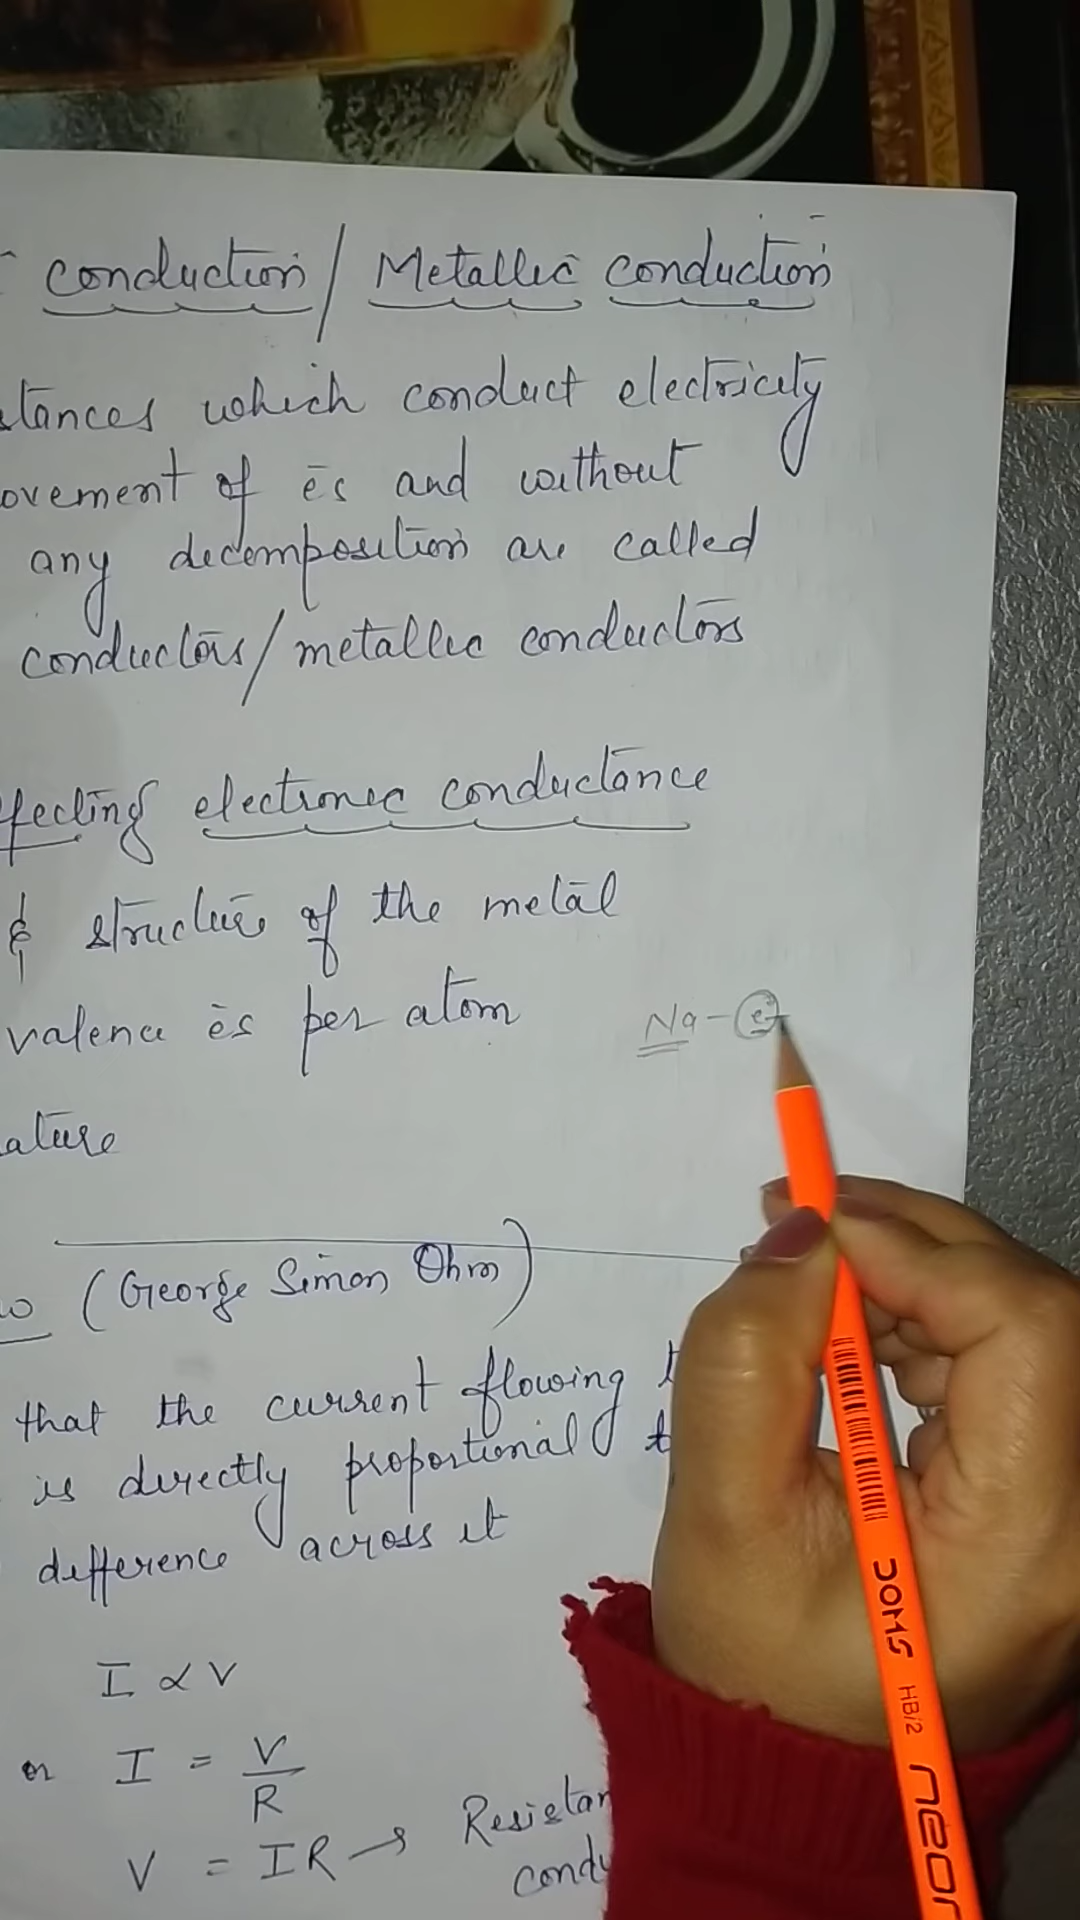 conduction / Metallic conduction
stances which conduct electricity
ovement of ēs and without
any decomposition are called
conductors/metallic conductors
fecting electronic conductance
& structure of the metal
valence ēs per atom
Na - e-
ature
(George Simon Ohm)
that the current flowing
is directly proportional
difference across it
I ∝ V
or I = V/R
V = IR → Resistan
cond
DOMS HB/2 neon